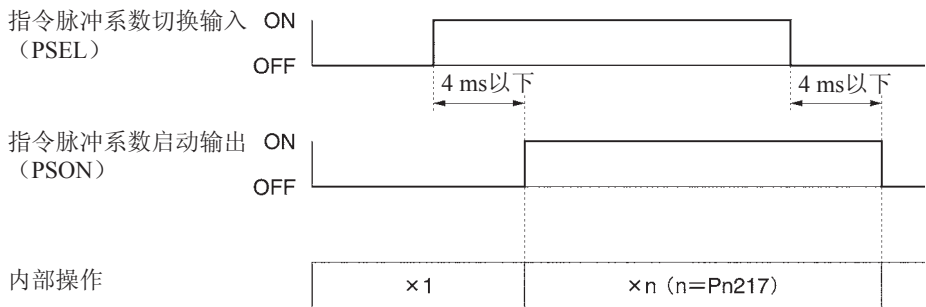 指令脉冲系数切换输入
（PSEL）
ON
OFF
4 ms以下
4 ms以下
指令脉冲系数启动输出
（PSON）
ON
OFF
内部操作
×1
×n（n=Pn217）